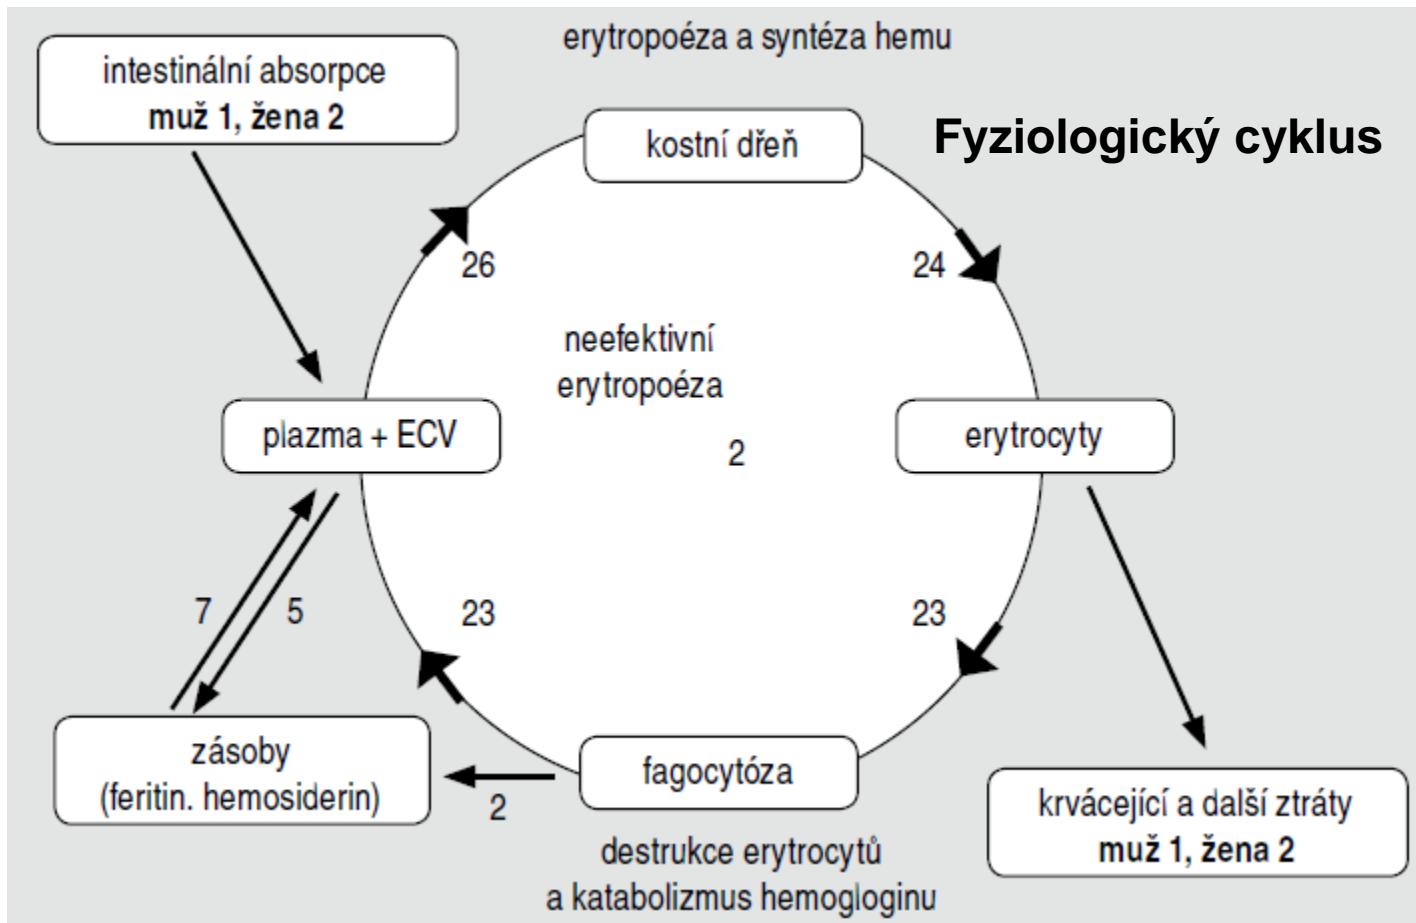 erytropoéza a syntéza hemu
intestinální absorpce
muž 1, žena 2
kostní dřeň
Fyziologický cyklus
26
24
neefektivní
erytropoéza
2
plazma + ECV
erytrocyty
7
5
23
23
zásoby
(feritin. hemosiderin)
2
fagocytóza
krvácející a další ztráty
muž 1, žena 2
destrukce erytrocytů
a katabolizmus hemogloginu